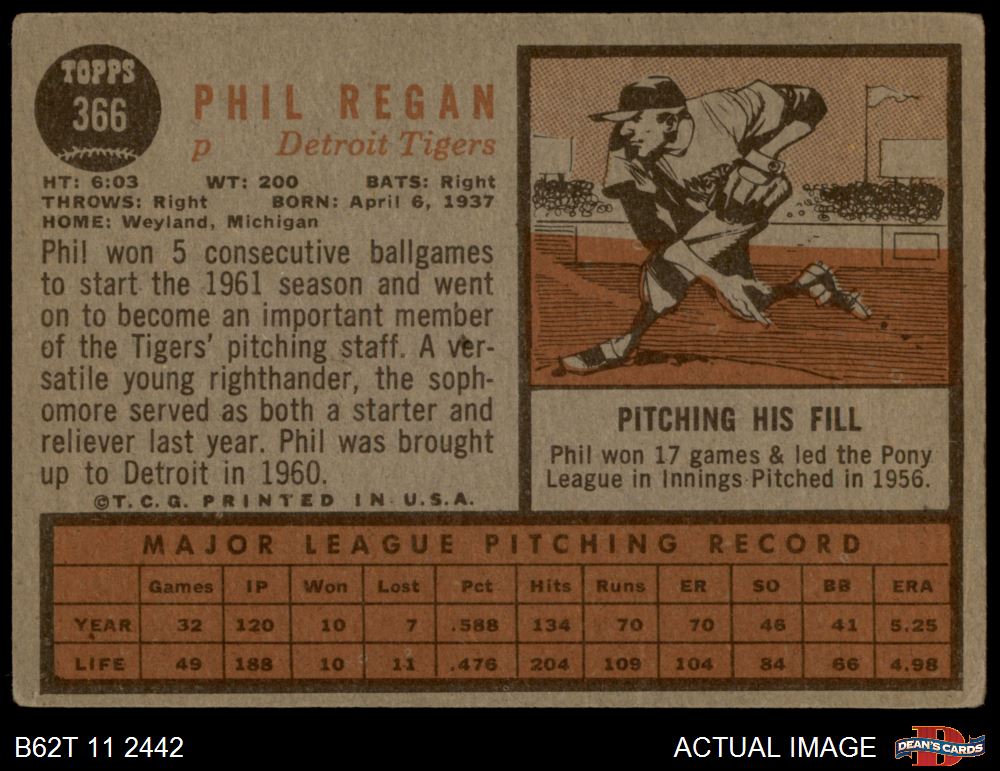 TOPPS
366
PHIL REGAN
p Detroit Tigers
HT: 6:03 WT: 200 BATS: Right
THROWS: Right BORN: April 6, 1937
HOME: Weyland, Michigan
Phil won 5 consecutive ballgames
to start the 1961 season and went
on to become an important member
of the Tigers' pitching staff. A ver-
satile young righthander, the soph-
omore served as both a starter and
reliever last year. Phil was brought
up to Detroit in 1960.
©T.C.G. PRINTED IN U.S.A.
PITCHING HIS FILL
Phil won 17 games & led the Pony
League in Innings Pitched in 1956.
MAJOR LEAGUE PITCHING RECORD
Games IP Won Lost Pct Hits Runs ER SO BB ERA
YEAR 32 120 10 7 .588 134 70 70 46 41 5.25
LIFE 49 188 10 11 .476 204 109 104 84 66 4.98
B62T 11 2442
ACTUAL IMAGE
D
DEAN'S CARDS